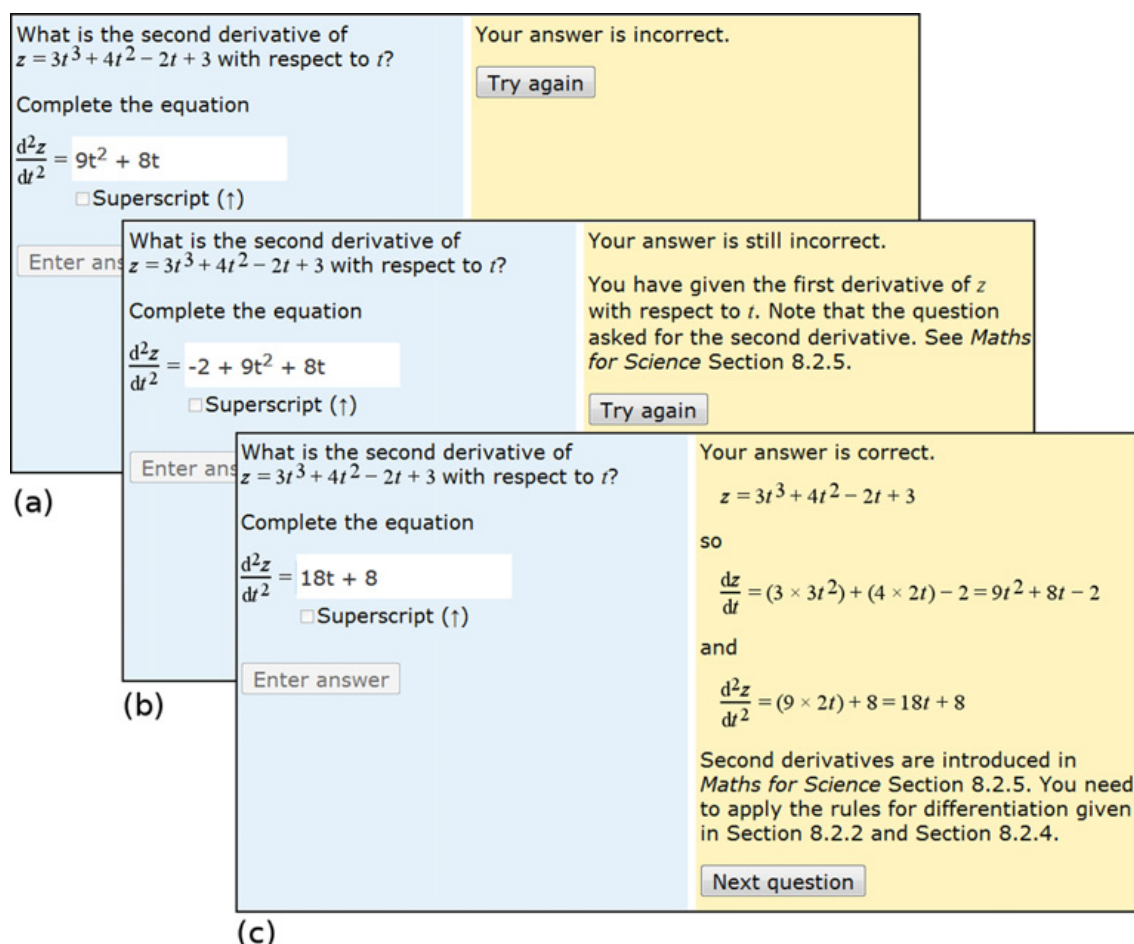 What is the second derivative of
z = 3t³ + 4t² − 2t + 3 with respect to t?
Complete the equation
d²z/dt² = 9t² + 8t
Superscript (↑)
Enter ans
Your answer is incorrect.
Try again
(a)
What is the second derivative of
z = 3t³ + 4t² − 2t + 3 with respect to t?
Complete the equation
d²z/dt² = -2 + 9t² + 8t
Superscript (↑)
Enter ans
Your answer is still incorrect.
You have given the first derivative of z
with respect to t. Note that the question
asked for the second derivative. See Maths
for Science Section 8.2.5.
Try again
(b)
What is the second derivative of
z = 3t³ + 4t² − 2t + 3 with respect to t?
Complete the equation
d²z/dt² = 18t + 8
Superscript (↑)
Enter answer
Your answer is correct.
z = 3t³ + 4t² − 2t + 3
so
dz/dt = (3 × 3t²) + (4 × 2t) − 2 = 9t² + 8t − 2
and
d²z/dt² = (9 × 2t) + 8 = 18t + 8
Second derivatives are introduced in
Maths for Science Section 8.2.5. You need
to apply the rules for differentiation given
in Section 8.2.2 and Section 8.2.4.
Next question
(c)